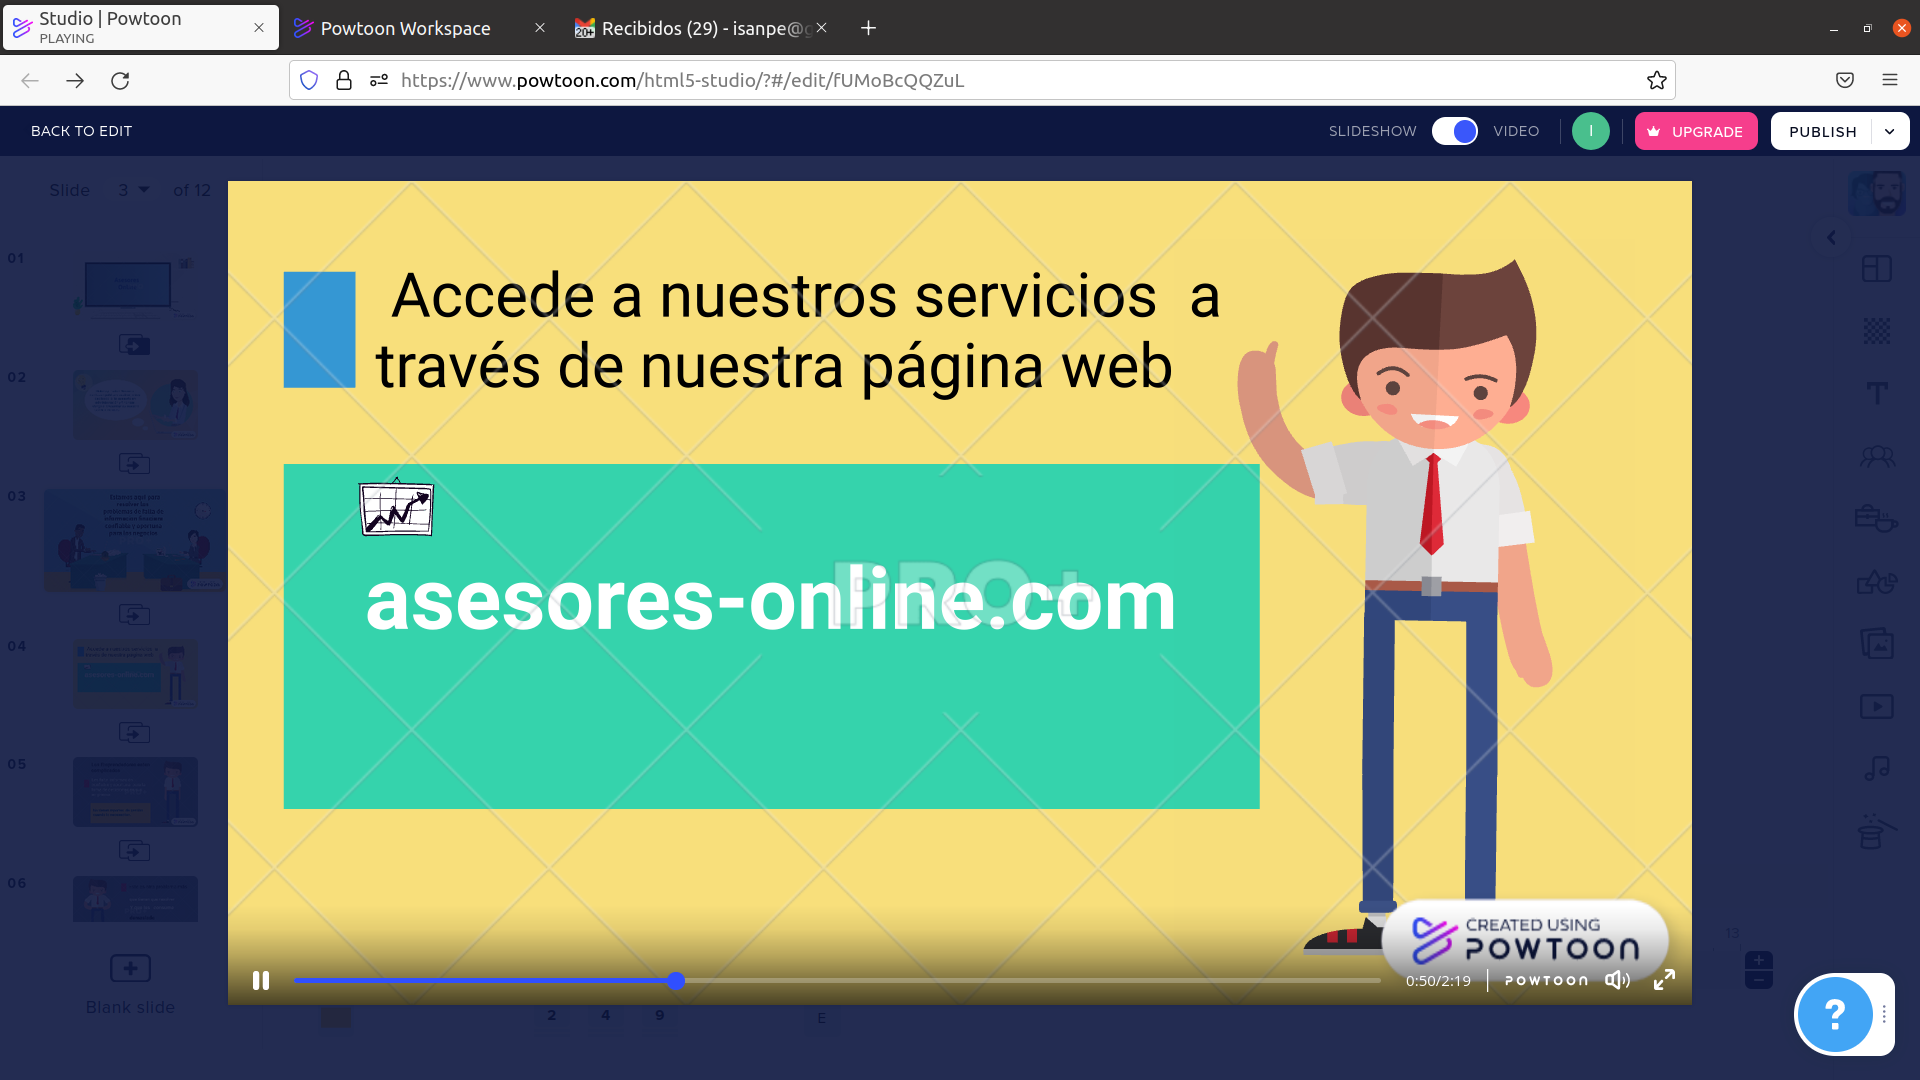 Studio | Powtoon
PLAYING
Powtoon Workspace
20+
Recibidos (29) - isanpe@g
https://www.powtoon.com/html5-studio/?#/edit/fUMoBcQQZuL
BACK TO EDIT
SLIDESHOW
VIDEO
I
UPGRADE
PUBLISH
Slide 3 of 12
01
02
03
04
05
06
Blank slide
Accede a nuestros servicios a
través de nuestra página web
asesores-online.com
PRO+
CREATED USING
POWTOON
0:50/2:19
POWTOON
13
2 4 9
E
?